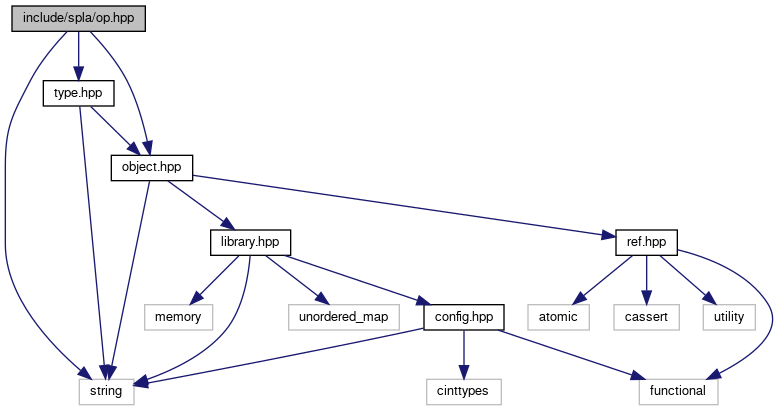 include/spla/op.hpp
type.hpp
object.hpp
library.hpp
ref.hpp
memory
unordered_map
config.hpp
atomic
cassert
utility
string
cinttypes
functional